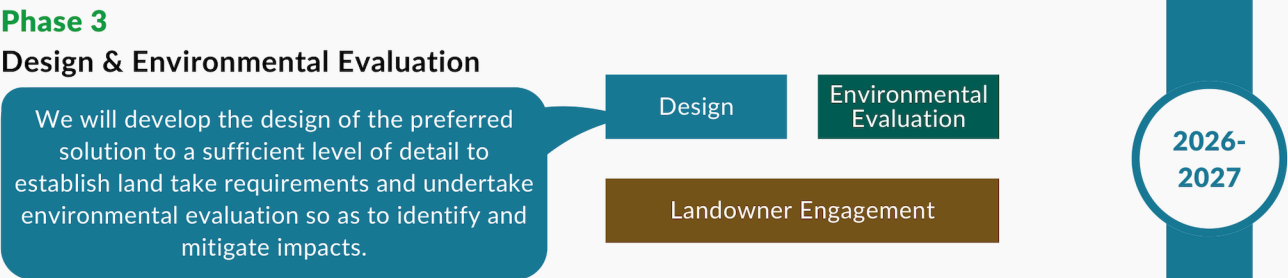 Phase 3
Design & Environmental Evaluation
We will develop the design of the preferred
solution to a sufficient level of detail to
establish land take requirements and undertake
environmental evaluation so as to identify and
mitigate impacts.
Design
Environmental
Evaluation
Landowner Engagement
2026-
2027